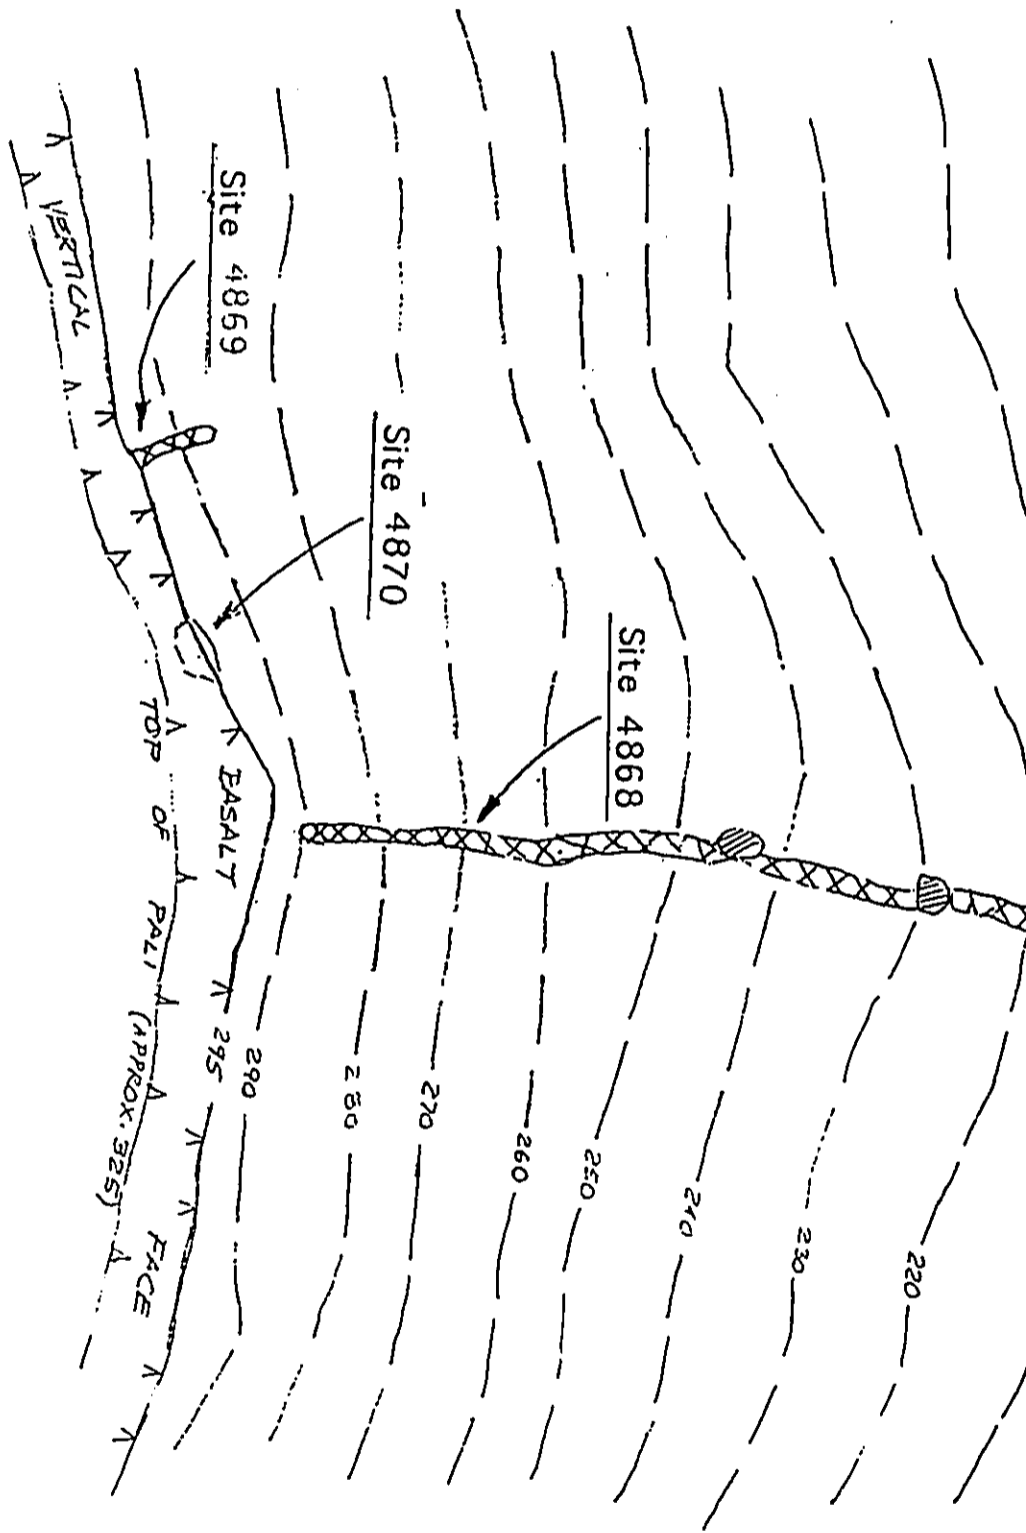 Site 4869
Site 4870
Site 4868
VERTICAL BASALT FACE
TOP OF PALI (APPROX. 325)
295
290
280
270
260
250
240
230
220